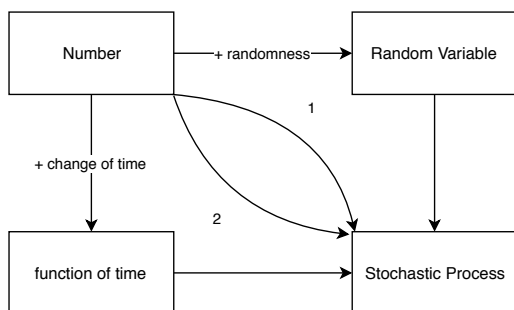 Number
+ randomness
Random Variable
1
+ change of time
2
function of time
Stochastic Process